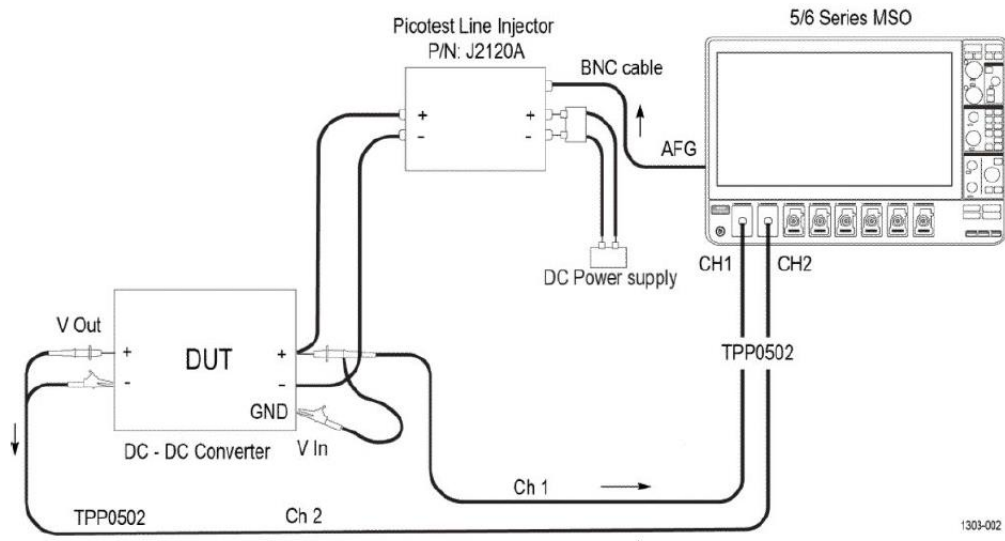 5/6 Series MSO
Picotest Line Injector
P/N: J2120A
BNC cable
+
+
-
-
AFG
CH1
CH2
DC Power supply
V Out
+
DUT
+
TPP0502
-
-
GND
V In
DC - DC Converter
Ch 1
TPP0502
Ch 2
1303-002